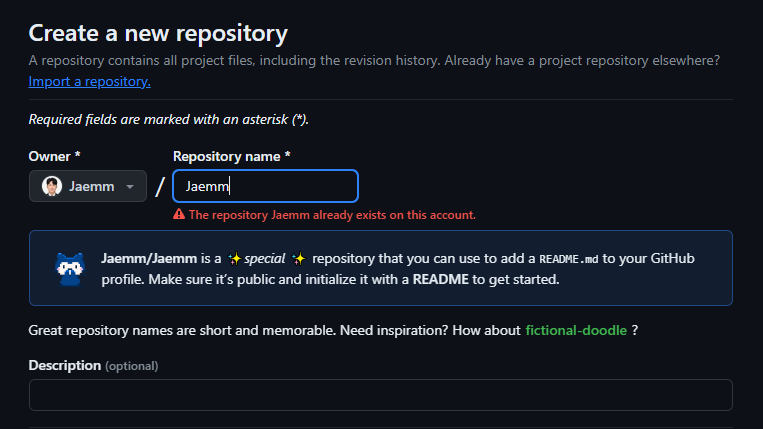 Create a new repository
A repository contains all project files, including the revision history. Already have a project repository elsewhere?
Import a repository.
Required fields are marked with an asterisk (*).
Owner * Repository name *
Jaemm / Jaemm
The repository Jaemm already exists on this account.
Jaemm/Jaemm is a ✨special ✨ repository that you can use to add a README.md to your GitHub
profile. Make sure it’s public and initialize it with a README to get started.
Great repository names are short and memorable. Need inspiration? How about fictional-doodle ?
Description (optional)